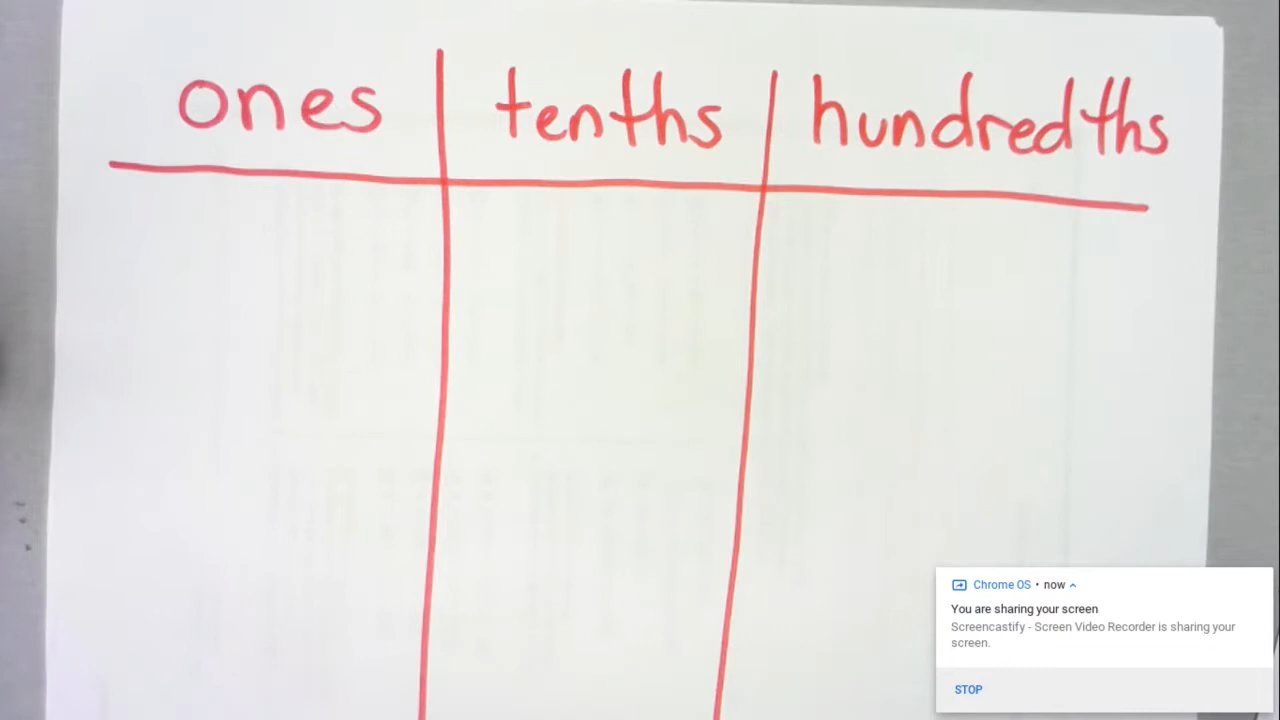 ones tenths hundredths
Chrome OS • now
You are sharing your screen
Screencastify - Screen Video Recorder is sharing your
screen.
STOP